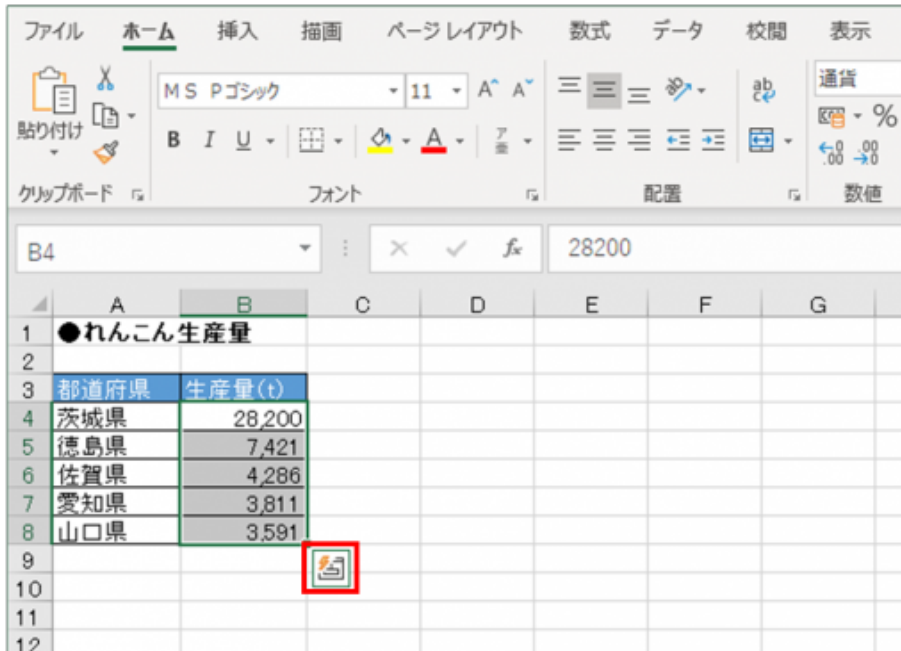 ファイル ホーム 挿入 描画 ページ レイアウト 数式 データ 校閲 表示
貼り付け
ＭＳ Ｐゴシック 11 A A ab 通貨
B I U A %
クリップボード フォント 配置 数値
B4 fx 28200
A B C D E F G
1 ●れんこん生産量
2
3 都道府県 生産量(t)
4 茨城県 28,200
5 徳島県 7,421
6 佐賀県 4,286
7 愛知県 3,811
8 山口県 3,591
9
10
11
12